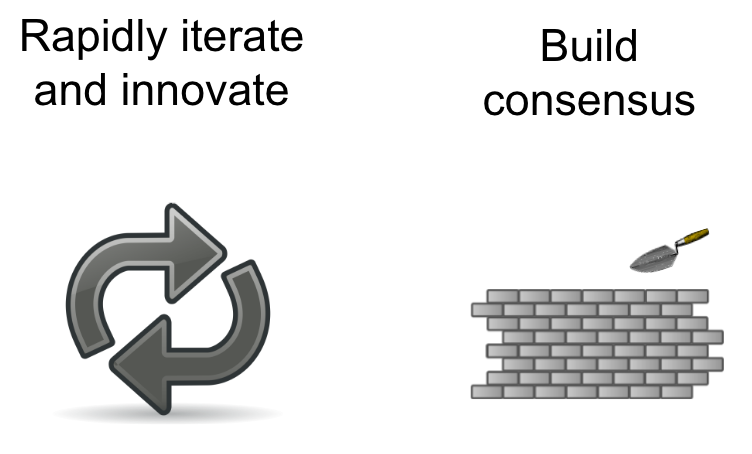 Rapidly iterate
and innovate
Build
consensus